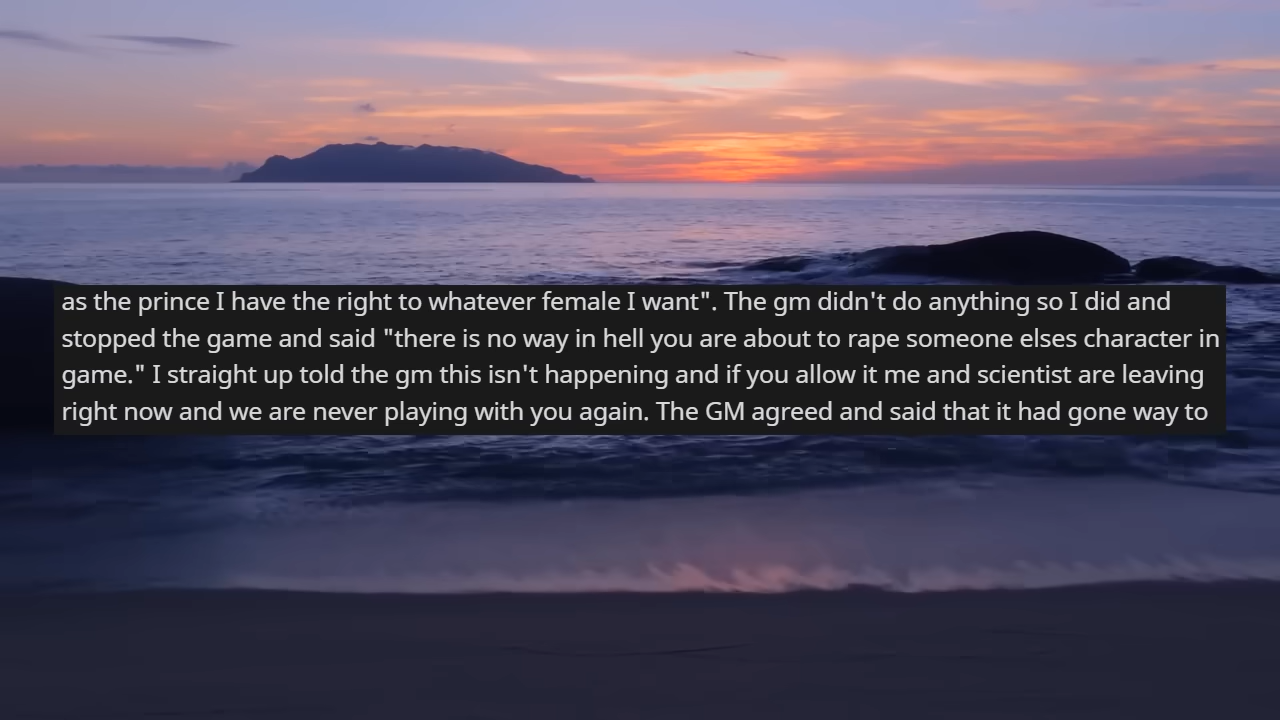 as the prince I have the right to whatever female I want". The gm didn't do anything so I did and
stopped the game and said "there is no way in hell you are about to rape someone elses character in
game." I straight up told the gm this isn't happening and if you allow it me and scientist are leaving
right now and we are never playing with you again. The GM agreed and said that it had gone way to